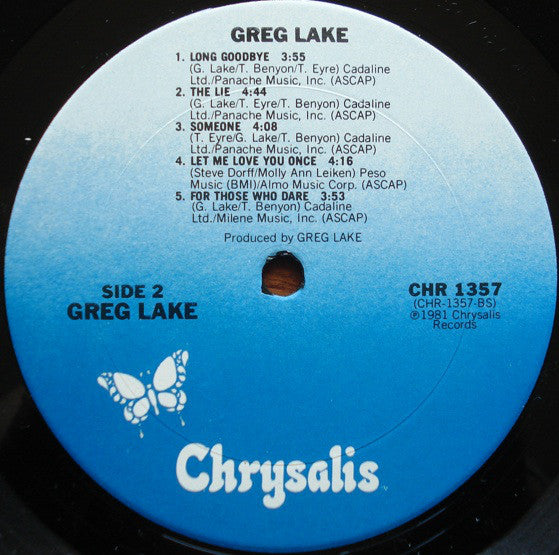 GREG LAKE
1. LONG GOODBYE 3:55
(G. Lake/T. Benyon/T. Eyre) Cadaline
Ltd./Panache Music, Inc. (ASCAP)
2. THE LIE 4:44
(G. Lake/T. Eyre/T. Benyon) Cadaline
Ltd./Panache Music, Inc. (ASCAP)
3. SOMEONE 4:08
(T. Eyre/G. Lake/T. Benyon) Cadaline
Ltd./Panache Music, Inc. (ASCAP)
4. LET ME LOVE YOU ONCE 4:16
(Steve Dorff/Molly Ann Leiken) Peso
Music (BMI)/Almo Music Corp. (ASCAP)
5. FOR THOSE WHO DARE 3:53
(G. Lake/T. Benyon) Cadaline
Ltd./Milene Music, Inc. (ASCAP)
Produced by GREG LAKE
SIDE 2
GREG LAKE
CHR 1357
(CHR-1357-BS)
℗1981 Chrysalis
Records
Chrysalis